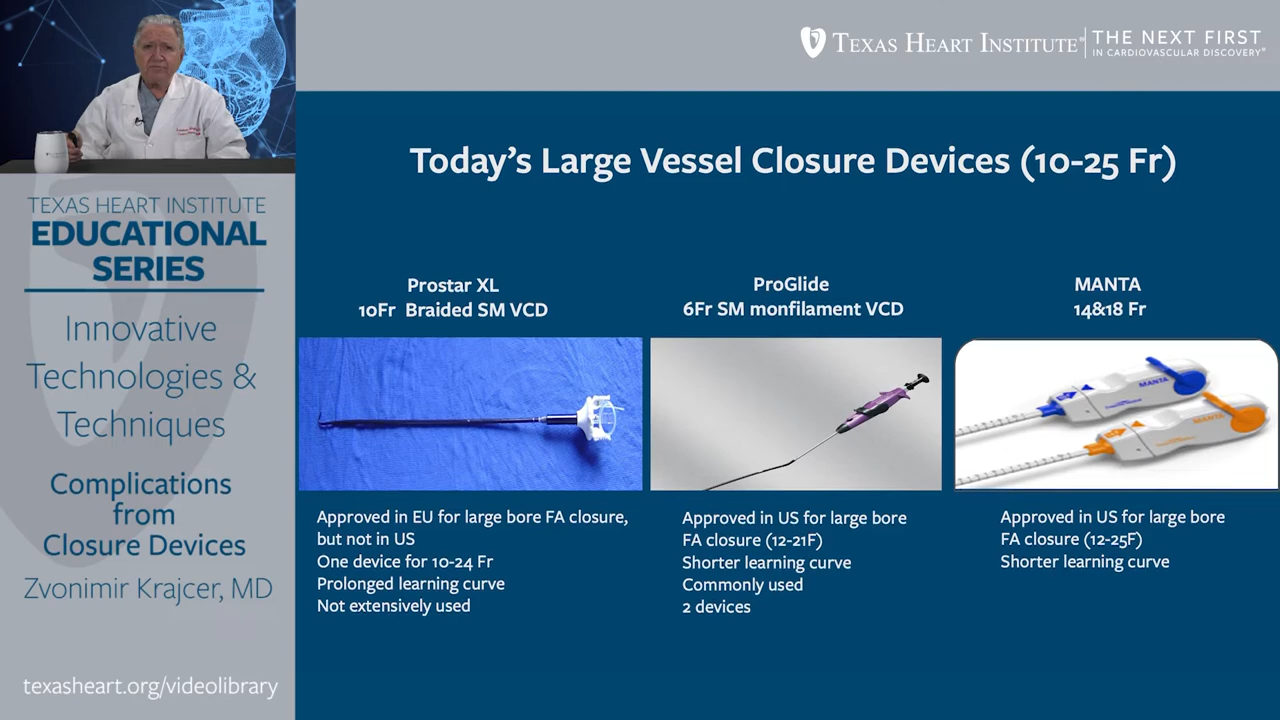 TEXAS HEART INSTITUTE®
THE NEXT FIRST
IN CARDIOVASCULAR DISCOVERY®
TEXAS HEART INSTITUTE
EDUCATIONAL
SERIES
Innovative
Technologies &
Techniques
Complications
from
Closure Devices
Zvonimir Krajcer, MD
texasheart.org/videolibrary
Today's Large Vessel Closure Devices (10-25 Fr)
Prostar XL
10Fr Braided SM VCD
Approved in EU for large bore FA closure,
but not in US
One device for 10-24 Fr
Prolonged learning curve
Not extensively used
ProGlide
6Fr SM monfilament VCD
Approved in US for large bore
FA closure (12-21F)
Shorter learning curve
Commonly used
2 devices
MANTA
14&18 Fr
MANTA
MANTA
Approved in US for large bore
FA closure (12-25F)
Shorter learning curve